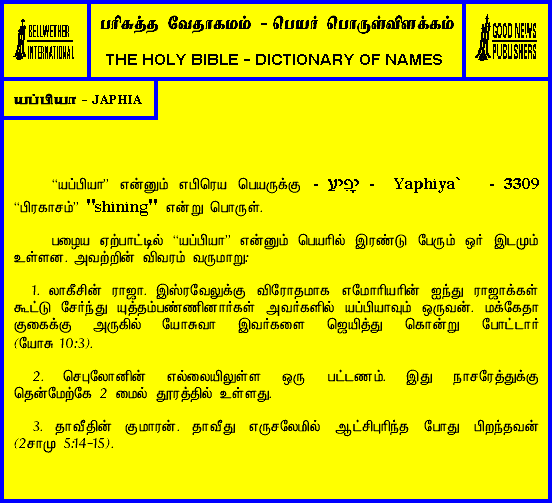 BELLWETHER
INTERNATIONAL
பரிசுத்த வேதாகமம் - பெயர் பொருள்விளக்கம்
THE HOLY BIBLE - DICTIONARY OF NAMES
GOOD NEWS
PUBLISHERS
யப்பியா - JAPHIA
“யப்பியா” என்னும் எபிரெய பெயருக்கு - יָפִיעַ - Yaphiya` - 3309
“பிரகாசம்” "shining" என்று பொருள்.
பழைய ஏற்பாட்டில் “யப்பியா” என்னும் பெயரில் இரண்டு பேரும் ஓர் இடமும்
உள்ளன. அவற்றின் விவரம் வருமாறு:
1. லாகீசின் ராஜா. இஸ்ரவேலுக்கு விரோதமாக எமோரியரின் ஐந்து ராஜாக்கள்
கூட்டு சேர்ந்து யுத்தம்பண்ணினார்கள் அவர்களில் யப்பியாவும் ஒருவன். மக்கேதா
குகைக்கு அருகில் யோசுவா இவர்களை ஜெயித்து கொன்று போட்டார்
(யோசு 10:3).
2. செபுலோனின் எல்லையிலுள்ள ஒரு பட்டணம். இது நாசரேத்துக்கு
தென்மேற்கே 2 மைல் தூரத்தில் உள்ளது.
3. தாவீதின் குமாரன். தாவீது எருசலேமில் ஆட்சிபுரிந்த போது பிறந்தவன்
(2சாமு 5:14-15).